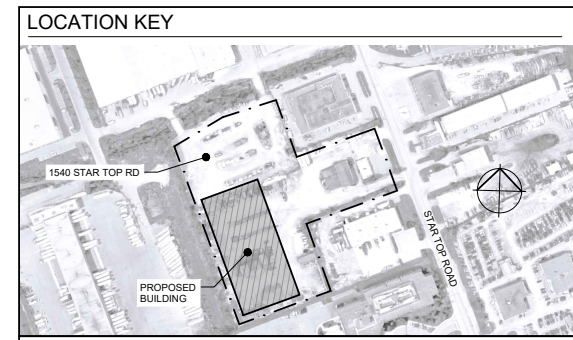 LOCATION KEY
1540 STAR TOP RD
STAR TOP ROAD
PROPOSED
BUILDING